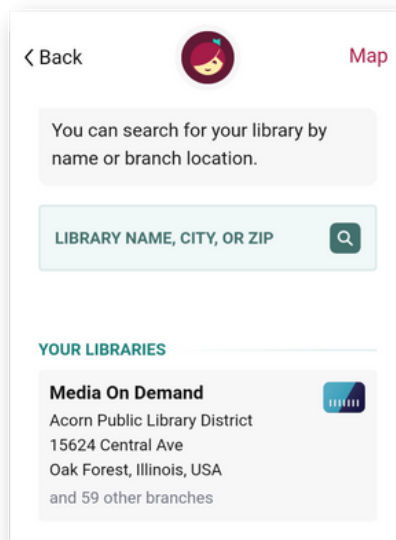 Back
Map
You can search for your library by
name or branch location.
LIBRARY NAME, CITY, OR ZIP
YOUR LIBRARIES
Media On Demand
Acorn Public Library District
15624 Central Ave
Oak Forest, Illinois, USA
and 59 other branches